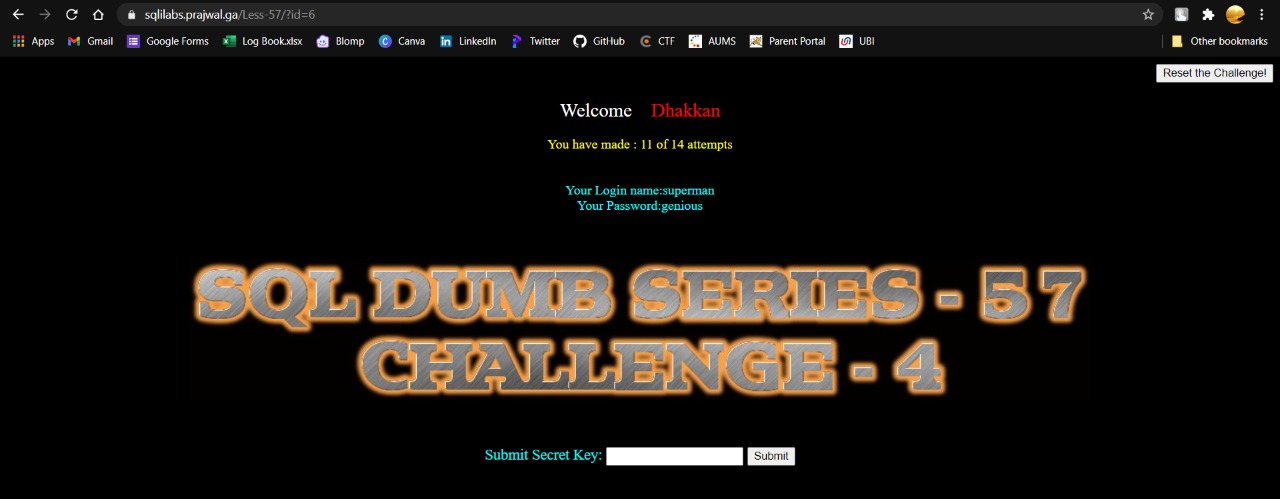 sqlilabs.prajwal.ga/Less-57/?id=6
Apps Gmail Google Forms Log Book.xlsx Blomp Canva LinkedIn Twitter GitHub CTF AUMS Parent Portal UBI Other bookmarks
Reset the Challenge!
Welcome Dhakkan
You have made : 11 of 14 attempts
Your Login name:superman
Your Password:genious
SQL DUMB SERIES - 57
CHALLENGE - 4
Submit Secret Key: Submit